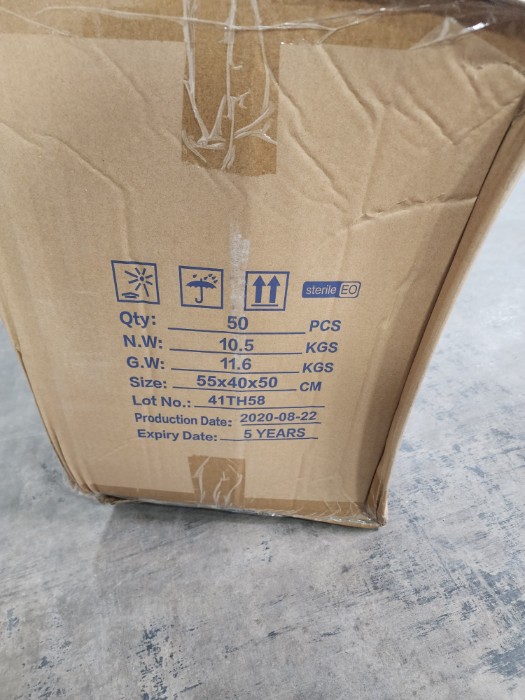 sterile EO
Qty: 50 PCS
N.W: 10.5 KGS
G.W: 11.6 KGS
Size: 55x40x50 CM
Lot No.: 41TH58
Production Date: 2020-08-22
Expiry Date: 5 YEARS